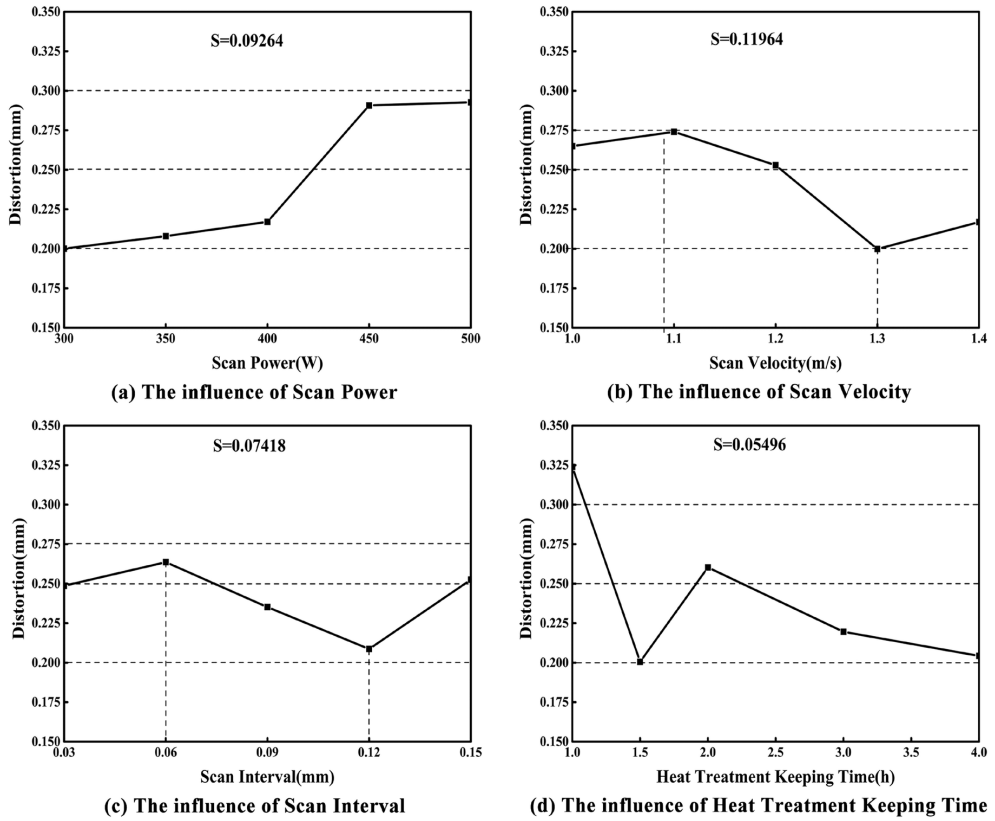 0.350
0.325
0.300
0.275
0.250
0.225
0.200
0.175
0.150
Distortion(mm)
S=0.09264
300 350 400 450 500
Scan Power(W)
(a) The influence of Scan Power
0.350
0.325
0.300
0.275
0.250
0.225
0.200
0.175
0.150
Distortion(mm)
S=0.11964
1.0 1.1 1.2 1.3 1.4
Scan Velocity(m/s)
(b) The influence of Scan Velocity
0.350
0.325
0.300
0.275
0.250
0.225
0.200
0.175
0.150
Distortion(mm)
S=0.07418
0.03 0.06 0.09 0.12 0.15
Scan Interval(mm)
(c) The influence of Scan Interval
0.350
0.325
0.300
0.275
0.250
0.225
0.200
0.175
0.150
Distortion(mm)
S=0.05496
1.0 1.5 2.0 2.5 3.0 3.5 4.0
Heat Treatment Keeping Time(h)
(d) The influence of Heat Treatment Keeping Time